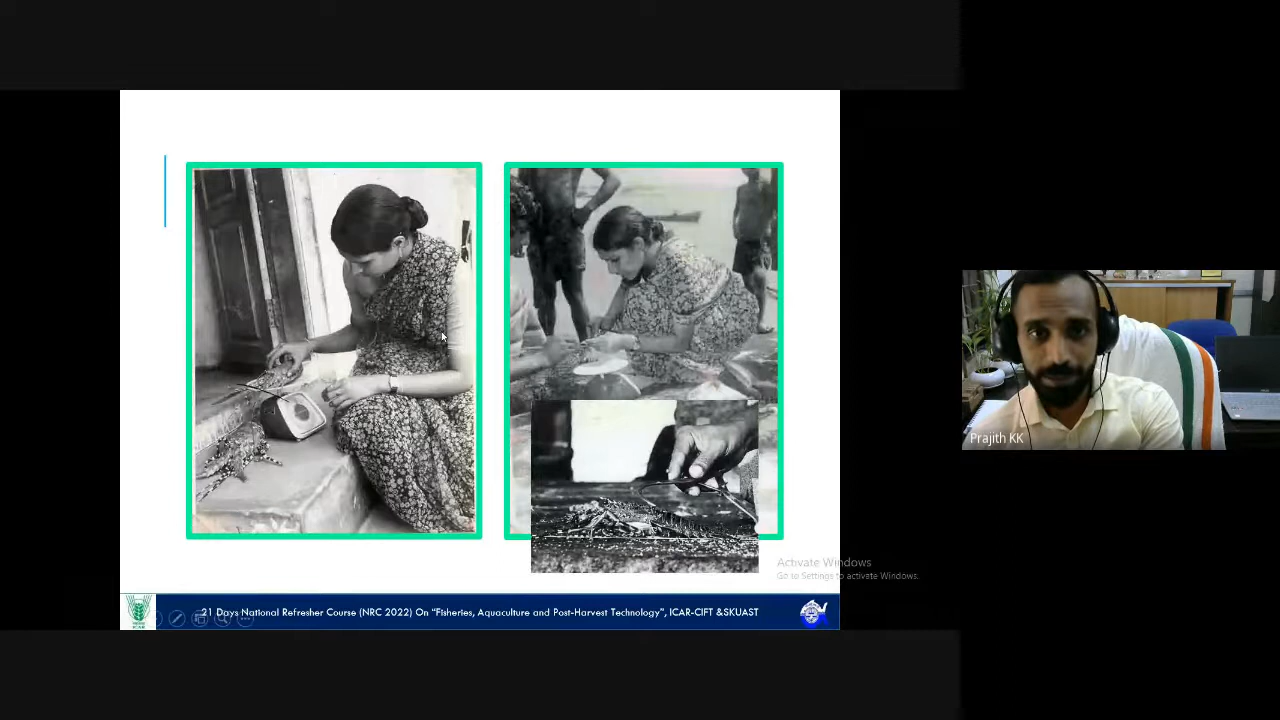 Prajith KK
Activate Windows
Go to Settings to activate Windows.
21 Days National Refresher Course (NRC 2022) On "Fisheries, Aquaculture and Post-Harvest Technology", ICAR-CIFT &SKUAST